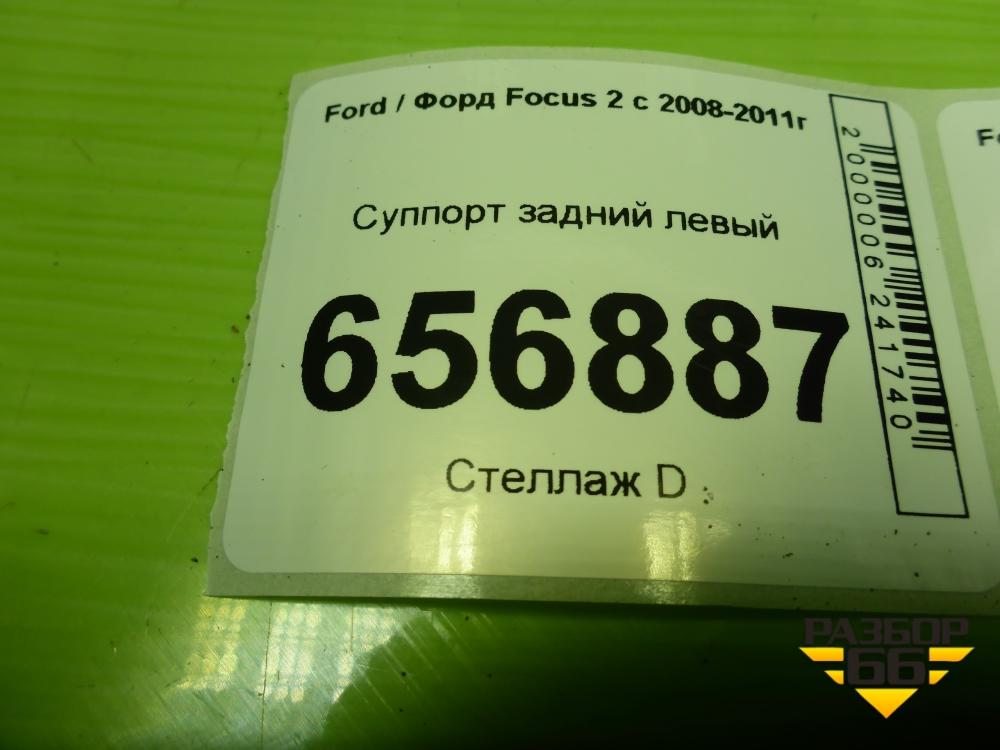 Ford / Форд Focus 2 с 2008-2011г
Суппорт задний левый
656887
Стеллаж D
2000006241740
РАЗБОР
66